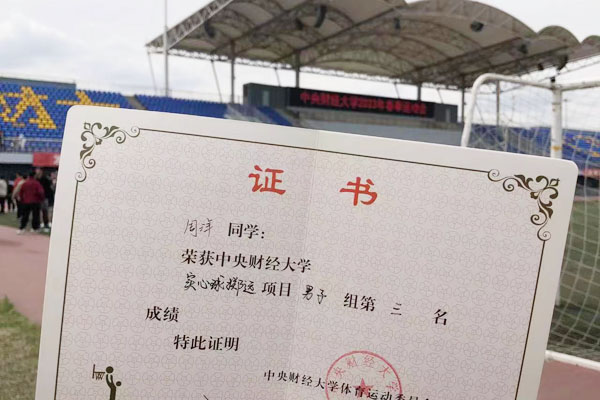 中央财经大学2023年春季运动会
证书
周洋 同学:
荣获中央财经大学
实心球掷远 项目 男子 组第 三 名
成绩
特此证明
中央财经大学体育运动委员